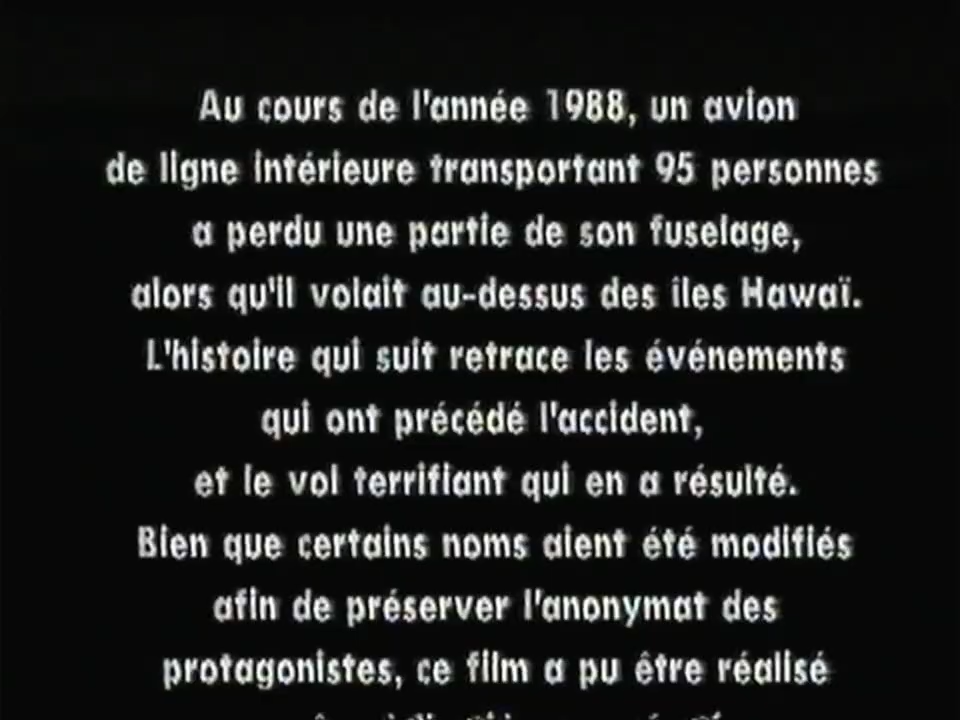 Au cours de l'année 1988, un avion
de ligne intérieure transportant 95 personnes
a perdu une partie de son fuselage,
alors qu'il volait au-dessus des îles Hawaï.
L'histoire qui suit retrace les événements
qui ont précédé l'accident,
et le vol terrifiant qui en a résulté.
Bien que certains noms aient été modifiés
afin de préserver l'anonymat des
protagonistes, ce film a pu être réalisé